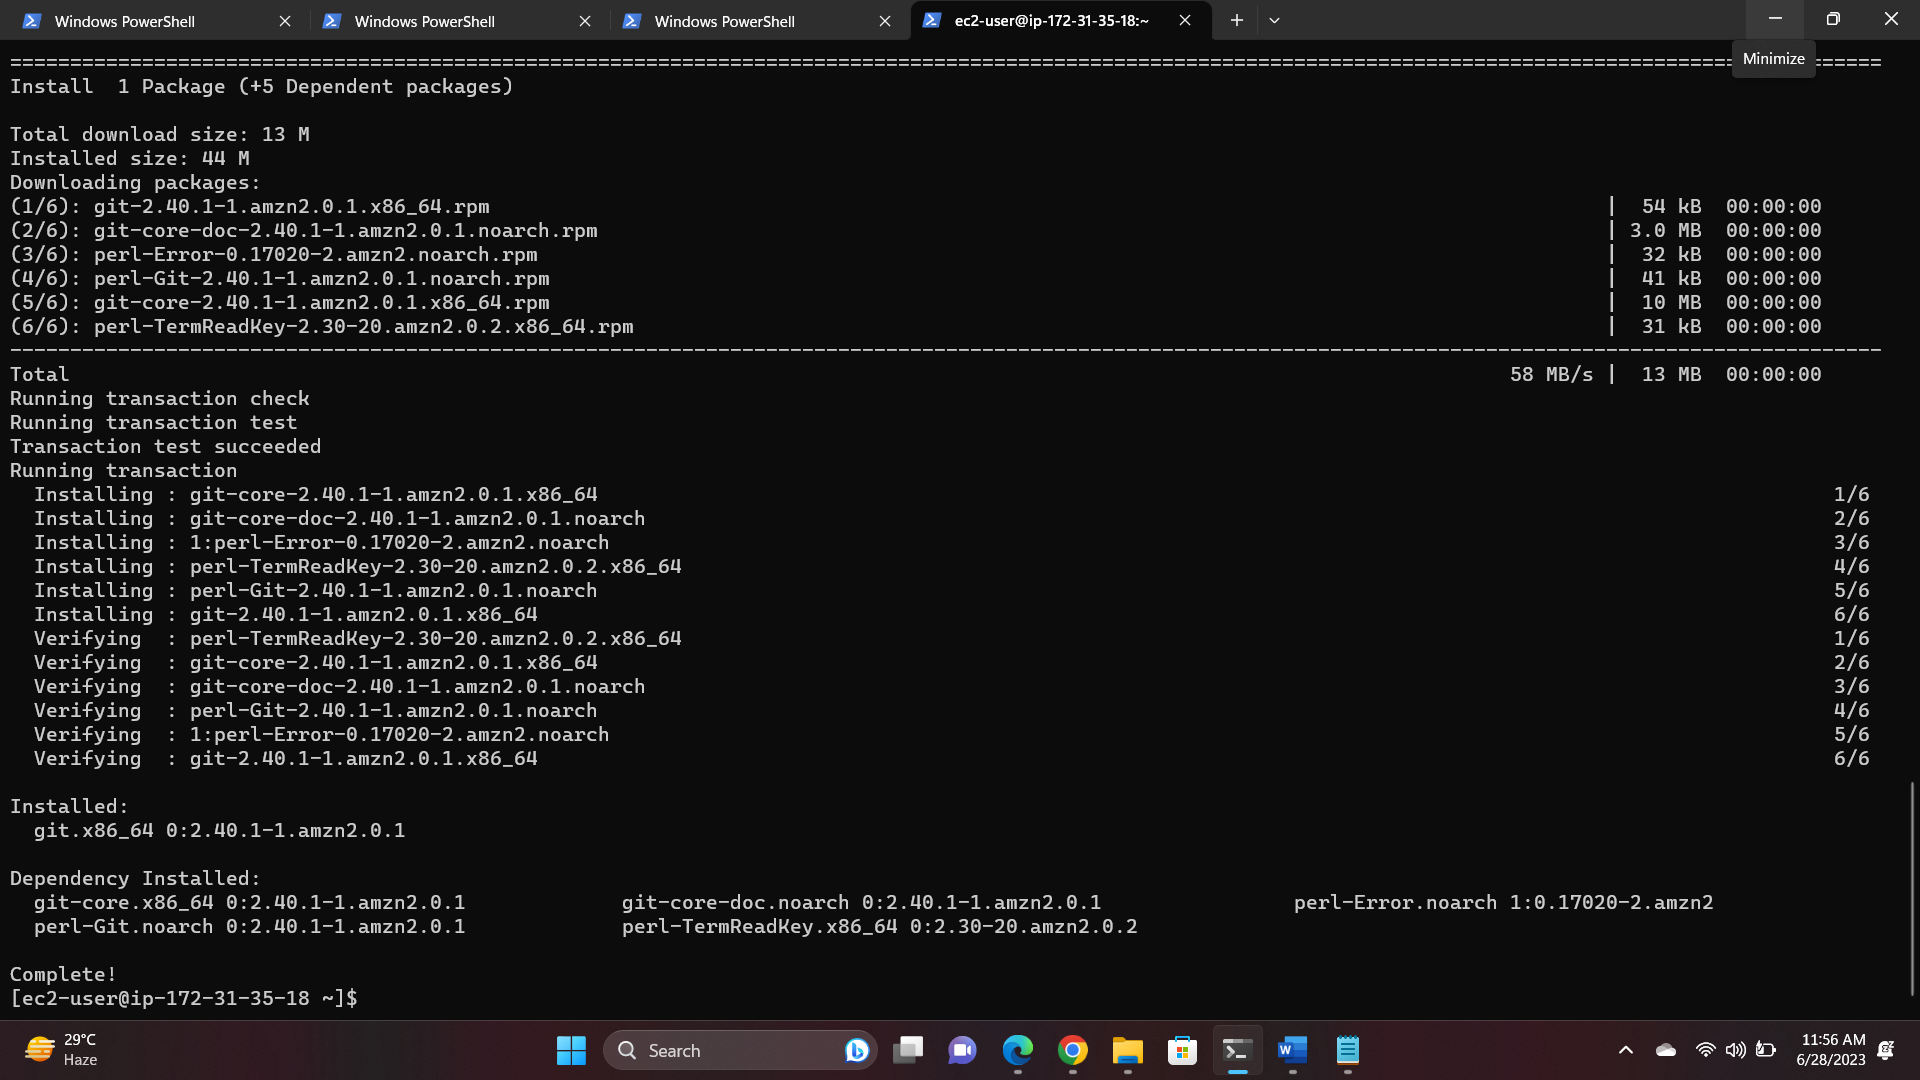 Windows PowerShell
Windows PowerShell
Windows PowerShell
ec2-user@ip-172-31-35-18:~
Minimize
================================================================================
Install  1 Package (+5 Dependent packages)
Total download size: 13 M
Installed size: 44 M
Downloading packages:
(1/6): git-2.40.1-1.amzn2.0.1.x86_64.rpm | 54 kB 00:00:00
(2/6): git-core-doc-2.40.1-1.amzn2.0.1.noarch.rpm | 3.0 MB 00:00:00
(3/6): perl-Error-0.17020-2.amzn2.noarch.rpm | 32 kB 00:00:00
(4/6): perl-Git-2.40.1-1.amzn2.0.1.noarch.rpm | 41 kB 00:00:00
(5/6): git-core-2.40.1-1.amzn2.0.1.x86_64.rpm | 10 MB 00:00:00
(6/6): perl-TermReadKey-2.30-20.amzn2.0.2.x86_64.rpm | 31 kB 00:00:00
--------------------------------------------------------------------------------
Total 58 MB/s | 13 MB 00:00:00
Running transaction check
Running transaction test
Transaction test succeeded
Running transaction
Installing : git-core-2.40.1-1.amzn2.0.1.x86_64 1/6
Installing : git-core-doc-2.40.1-1.amzn2.0.1.noarch 2/6
Installing : 1:perl-Error-0.17020-2.amzn2.noarch 3/6
Installing : perl-TermReadKey-2.30-20.amzn2.0.2.x86_64 4/6
Installing : perl-Git-2.40.1-1.amzn2.0.1.noarch 5/6
Installing : git-2.40.1-1.amzn2.0.1.x86_64 6/6
Verifying  : perl-TermReadKey-2.30-20.amzn2.0.2.x86_64 1/6
Verifying  : git-core-2.40.1-1.amzn2.0.1.x86_64 2/6
Verifying  : git-core-doc-2.40.1-1.amzn2.0.1.noarch 3/6
Verifying  : perl-Git-2.40.1-1.amzn2.0.1.noarch 4/6
Verifying  : 1:perl-Error-0.17020-2.amzn2.noarch 5/6
Verifying  : git-2.40.1-1.amzn2.0.1.x86_64 6/6
Installed:
git.x86_64 0:2.40.1-1.amzn2.0.1
Dependency Installed:
git-core.x86_64 0:2.40.1-1.amzn2.0.1 git-core-doc.noarch 0:2.40.1-1.amzn2.0.1 perl-Error.noarch 1:0.17020-2.amzn2
perl-Git.noarch 0:2.40.1-1.amzn2.0.1 perl-TermReadKey.x86_64 0:2.30-20.amzn2.0.2
Complete!
[ec2-user@ip-172-31-35-18 ~]$
29°C
Haze
Search
11:56 AM
6/28/2023